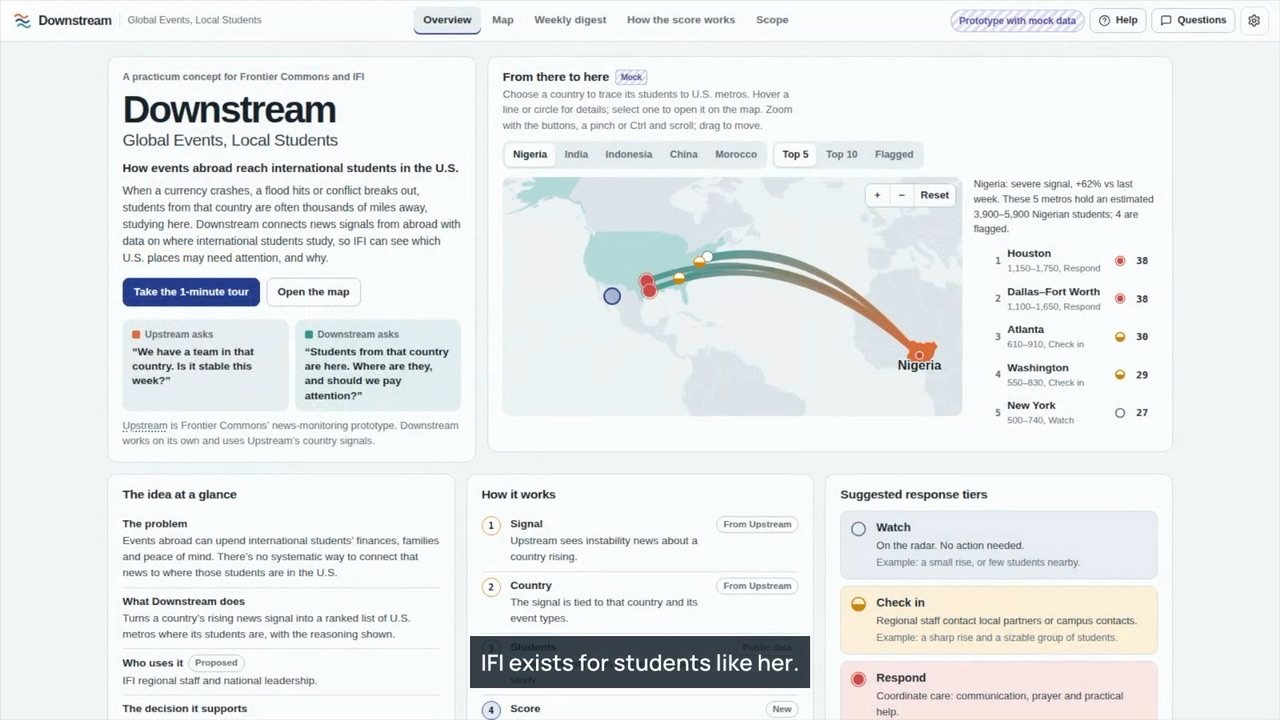 Downstream
Global Events, Local Students
Overview
Map
Weekly digest
How the score works
Scope
Prototype with mock data
Help
Questions
A practicum concept for Frontier Commons and IFI
Downstream
Global Events, Local Students
How events abroad reach international students in the U.S.
When a currency crashes, a flood hits or conflict breaks out,
students from that country are often thousands of miles away,
studying here. Downstream connects news signals from abroad with
data on where international students study, so IFI can see which
U.S. places may need attention, and why.
Take the 1-minute tour
Open the map
Upstream asks
“We have a team in that
country. Is it stable this
week?”
Downstream asks
“Students from that country
are here. Where are they,
and should we pay
attention?”
Upstream is Frontier Commons’ news-monitoring prototype. Downstream
works on its own and uses Upstream’s country signals.
From there to here
Mock
Choose a country to trace its students to U.S. metros. Hover a
line or circle for details; select one to open it on the map. Zoom
with the buttons, a pinch or Ctrl and scroll; drag to move.
Nigeria
India
Indonesia
China
Morocco
Top 5
Top 10
Flagged
+
−
Reset
Nigeria
Nigeria: severe signal, +62% vs last
week. These 5 metros hold an estimated
3,900–5,900 Nigerian students; 4 are
flagged.
1 Houston 38
1,150–1,750, Respond
2 Dallas–Fort Worth 38
1,100–1,650, Respond
3 Atlanta 30
610–910, Check in
4 Washington 29
550–830, Check in
5 New York 27
500–740, Watch
The idea at a glance
The problem
Events abroad can upend international students’ finances, families
and peace of mind. There’s no systematic way to connect that
news to where those students are in the U.S.
What Downstream does
Turns a country’s rising news signal into a ranked list of U.S.
metros where its students are, with the reasoning shown.
Who uses it
Proposed
IFI regional staff and national leadership.
The decision it supports
How it works
1 Signal
From Upstream
Upstream sees instability news about a
country rising.
2 Country
From Upstream
The signal is tied to that country and its
event types.
3 Students
Public data
study.
4 Score
New
Suggested response tiers
Watch
On the radar. No action needed.
Example: a small rise, or few students nearby.
Check in
Regional staff contact local partners or campus contacts.
Example: a sharp rise and a sizable group of students.
Respond
Coordinate care: communication, prayer and practical
help.
IFI exists for students like her.